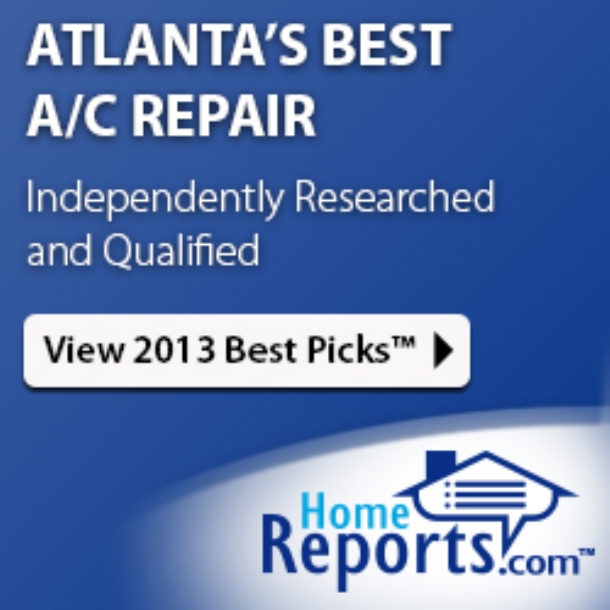 ATLANTA'S BEST
A/C REPAIR
Independently Researched
and Qualified
View 2013 Best Picks™
Home
Reports.com™